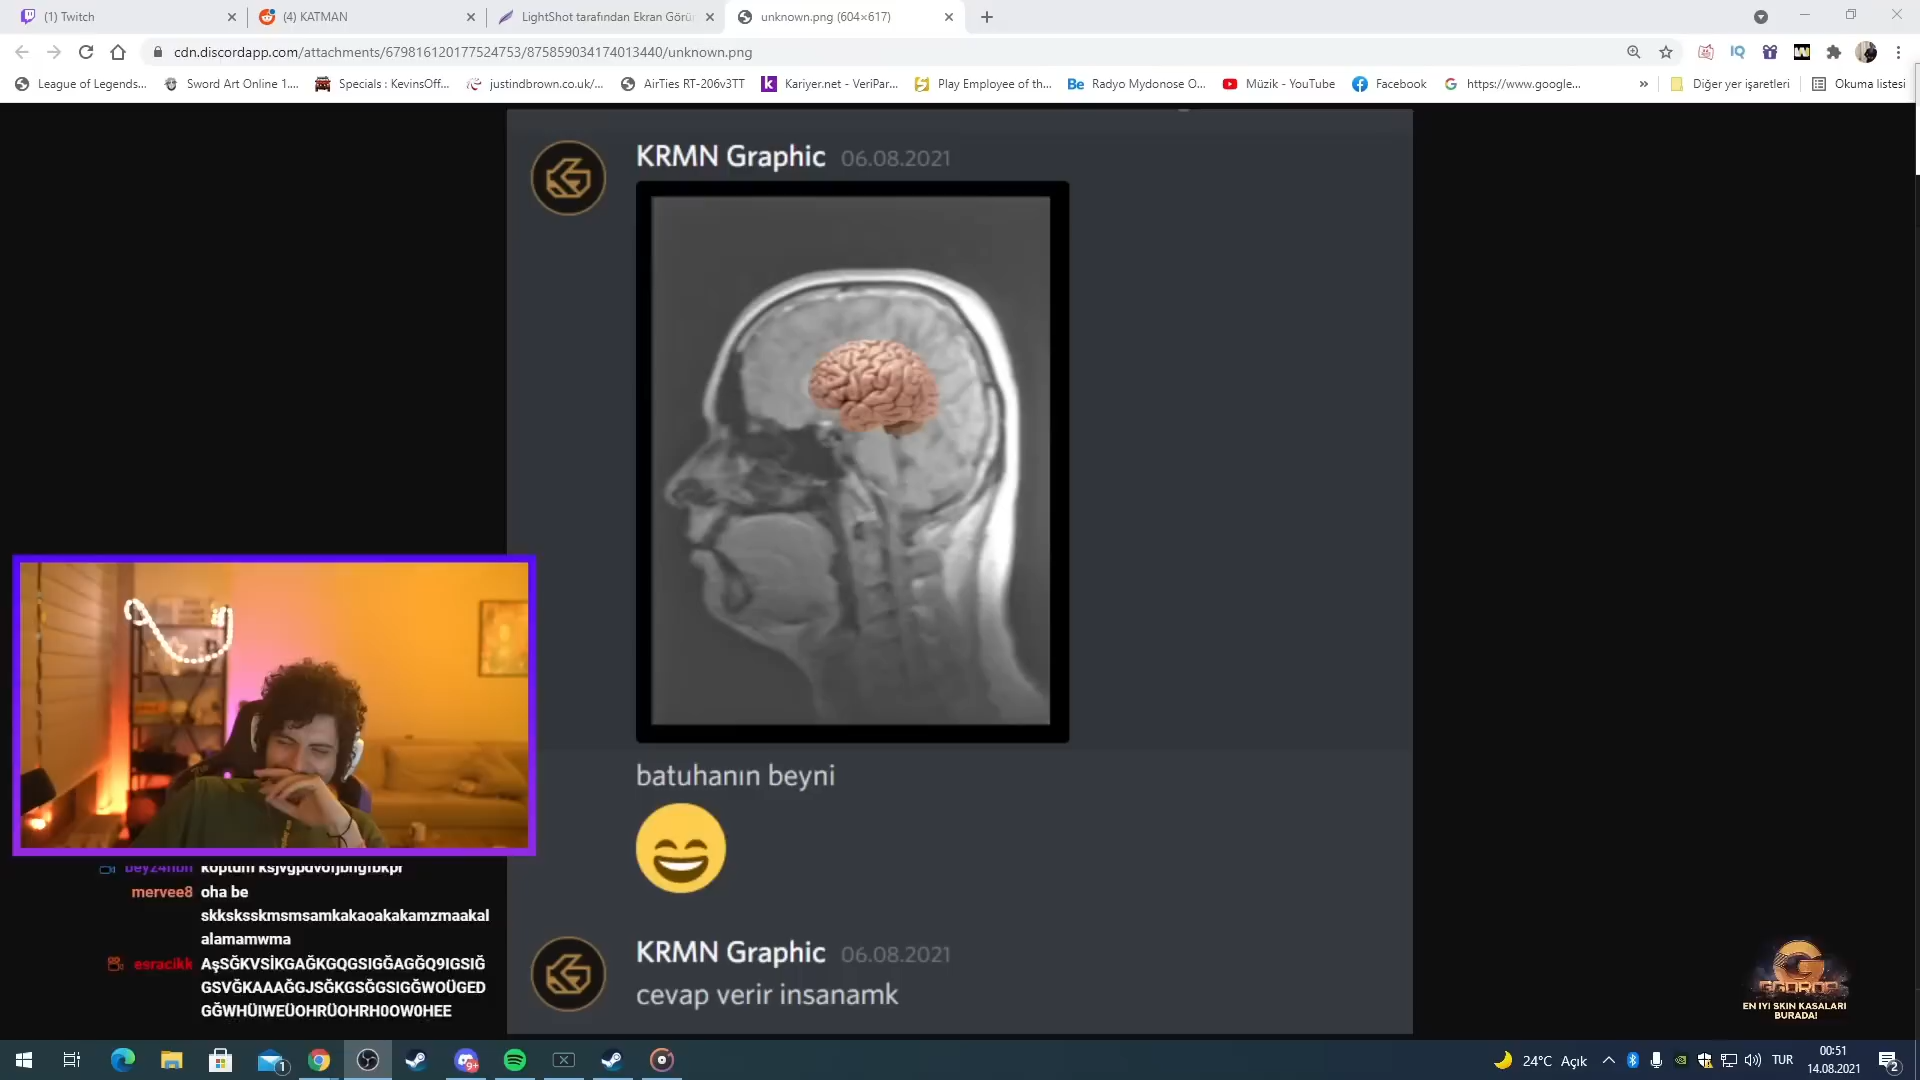 (1) Twitch
(4) KATMAN
LightShot tarafından Ekran Görün
unknown.png (604×617)
cdn.discordapp.com/attachments/679816120177524753/875859034174013440/unknown.png
League of Legends...
Sword Art Online 1....
Specials : KevinsOff...
justindbrown.co.uk/...
AirTies RT-206v3TT
Kariyer.net - VeriPar...
Play Employee of th...
Radyo Mydonose O...
Müzik - YouTube
Facebook
https://www.google...
Diğer yer işaretleri
Okuma listesi
KRMN Graphic 06.08.2021
batuhanın beyni
KRMN Graphic 06.08.2021
cevap verir insanamk
mervee8 oha be
skksksskmsmsamkakaoakakamzmaakal
alamamwma
esracikk AşSĞKVSİKGAĞKGQGSIGĞAGĞQ9IGSIĞ
GSVĞKAAAĞGJSĞKGSĞGSIGĞWOÜGED
ĞĞWHÜIWEÜOHRÜOHRH0OW0HEE
GGDROP
EN IYI SKIN KASALARI
BURADA!
24°C Açık
TUR
00:51
14.08.2021